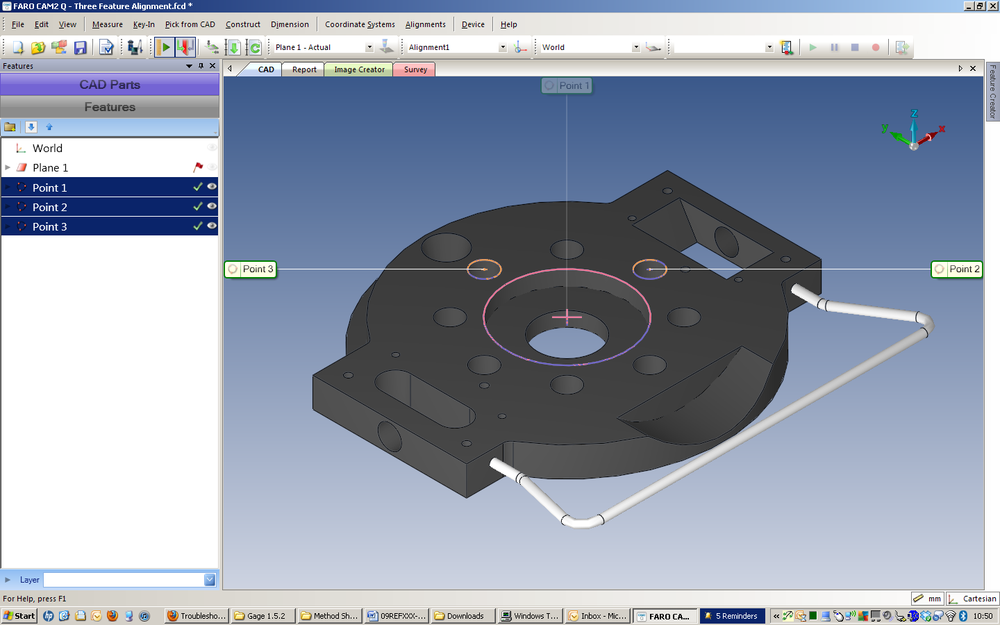 FARO CAM2 Q - Three Feature Alignment.fcd *
File Edit View Measure Key-In Pick from CAD Construct Dimension Coordinate Systems Alignments Device Help
Plane 1 - Actual Alignment1 World
Features
CAD Report Image Creator Survey
CAD Parts
Features
World
Plane 1
Point 1
Point 2
Point 3
Point 1
z
y
x
Point 3
Point 2
Feature Creator
Layer
For Help, press F1
mm Cartesian
Start Troublesho... Gage 1.5.2 Method Sh... 09REFXXX-... Downloads Windows T... Inbox - Mic... FARO CA... 5 Reminders 10:50